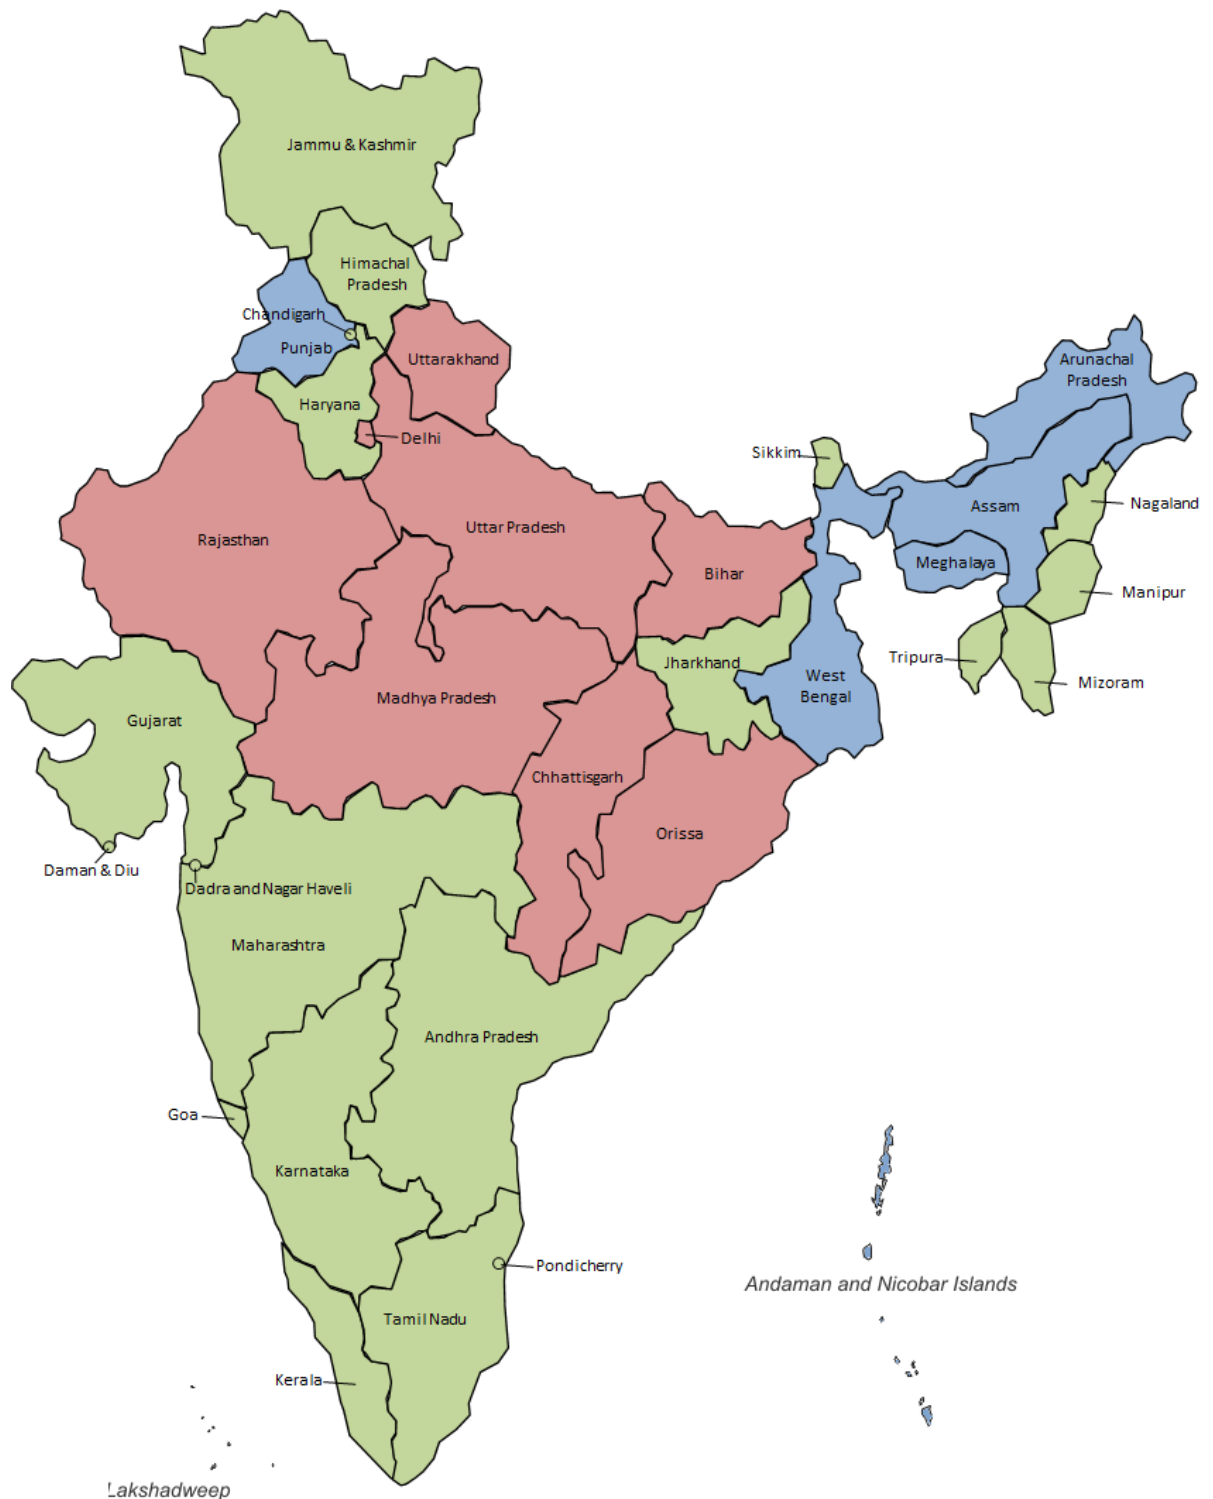 Jammu & Kashmir
Himachal
Pradesh
Chandigarh
Punjab
Uttarakhand
Arunachal
Pradesh
Haryana
Delhi
Sikkim
Nagaland
Assam
Uttar Pradesh
Rajasthan
Meghalaya
Bihar
Manipur
Tripura
Jharkhand
Mizoram
West
Bengal
Madhya Pradesh
Gujarat
Chhattisgarh
Orissa
Daman & Diu
Dadra and Nagar Haveli
Maharashtra
Andhra Pradesh
Goa
Karnataka
Pondicherry
Andaman and Nicobar Islands
Tamil Nadu
Kerala
Lakshadweep